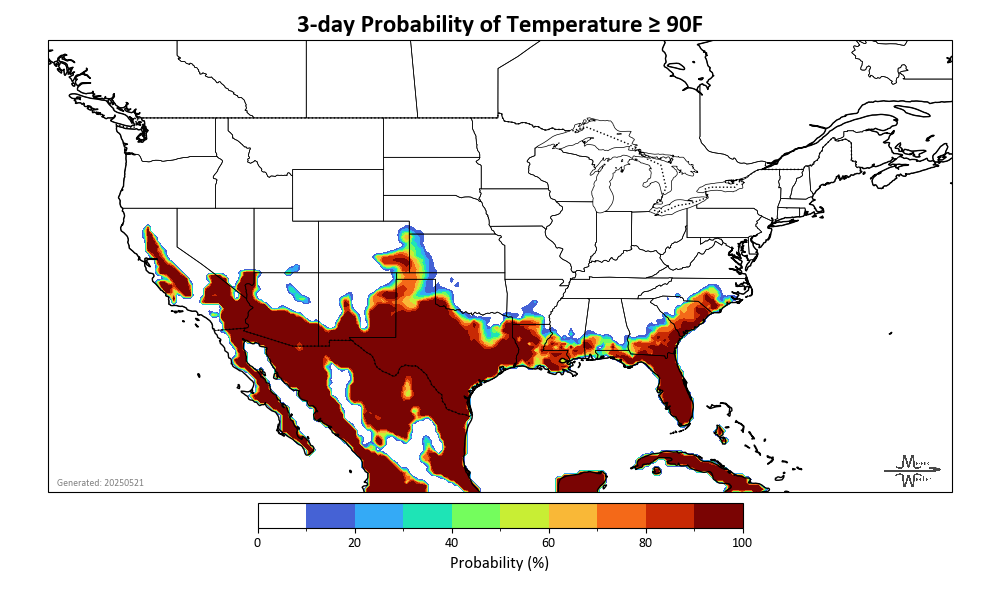 3-day Probability of Temperature ≥ 90F
Generated: 20250521
0 20 40 60 80 100
Probability (%)